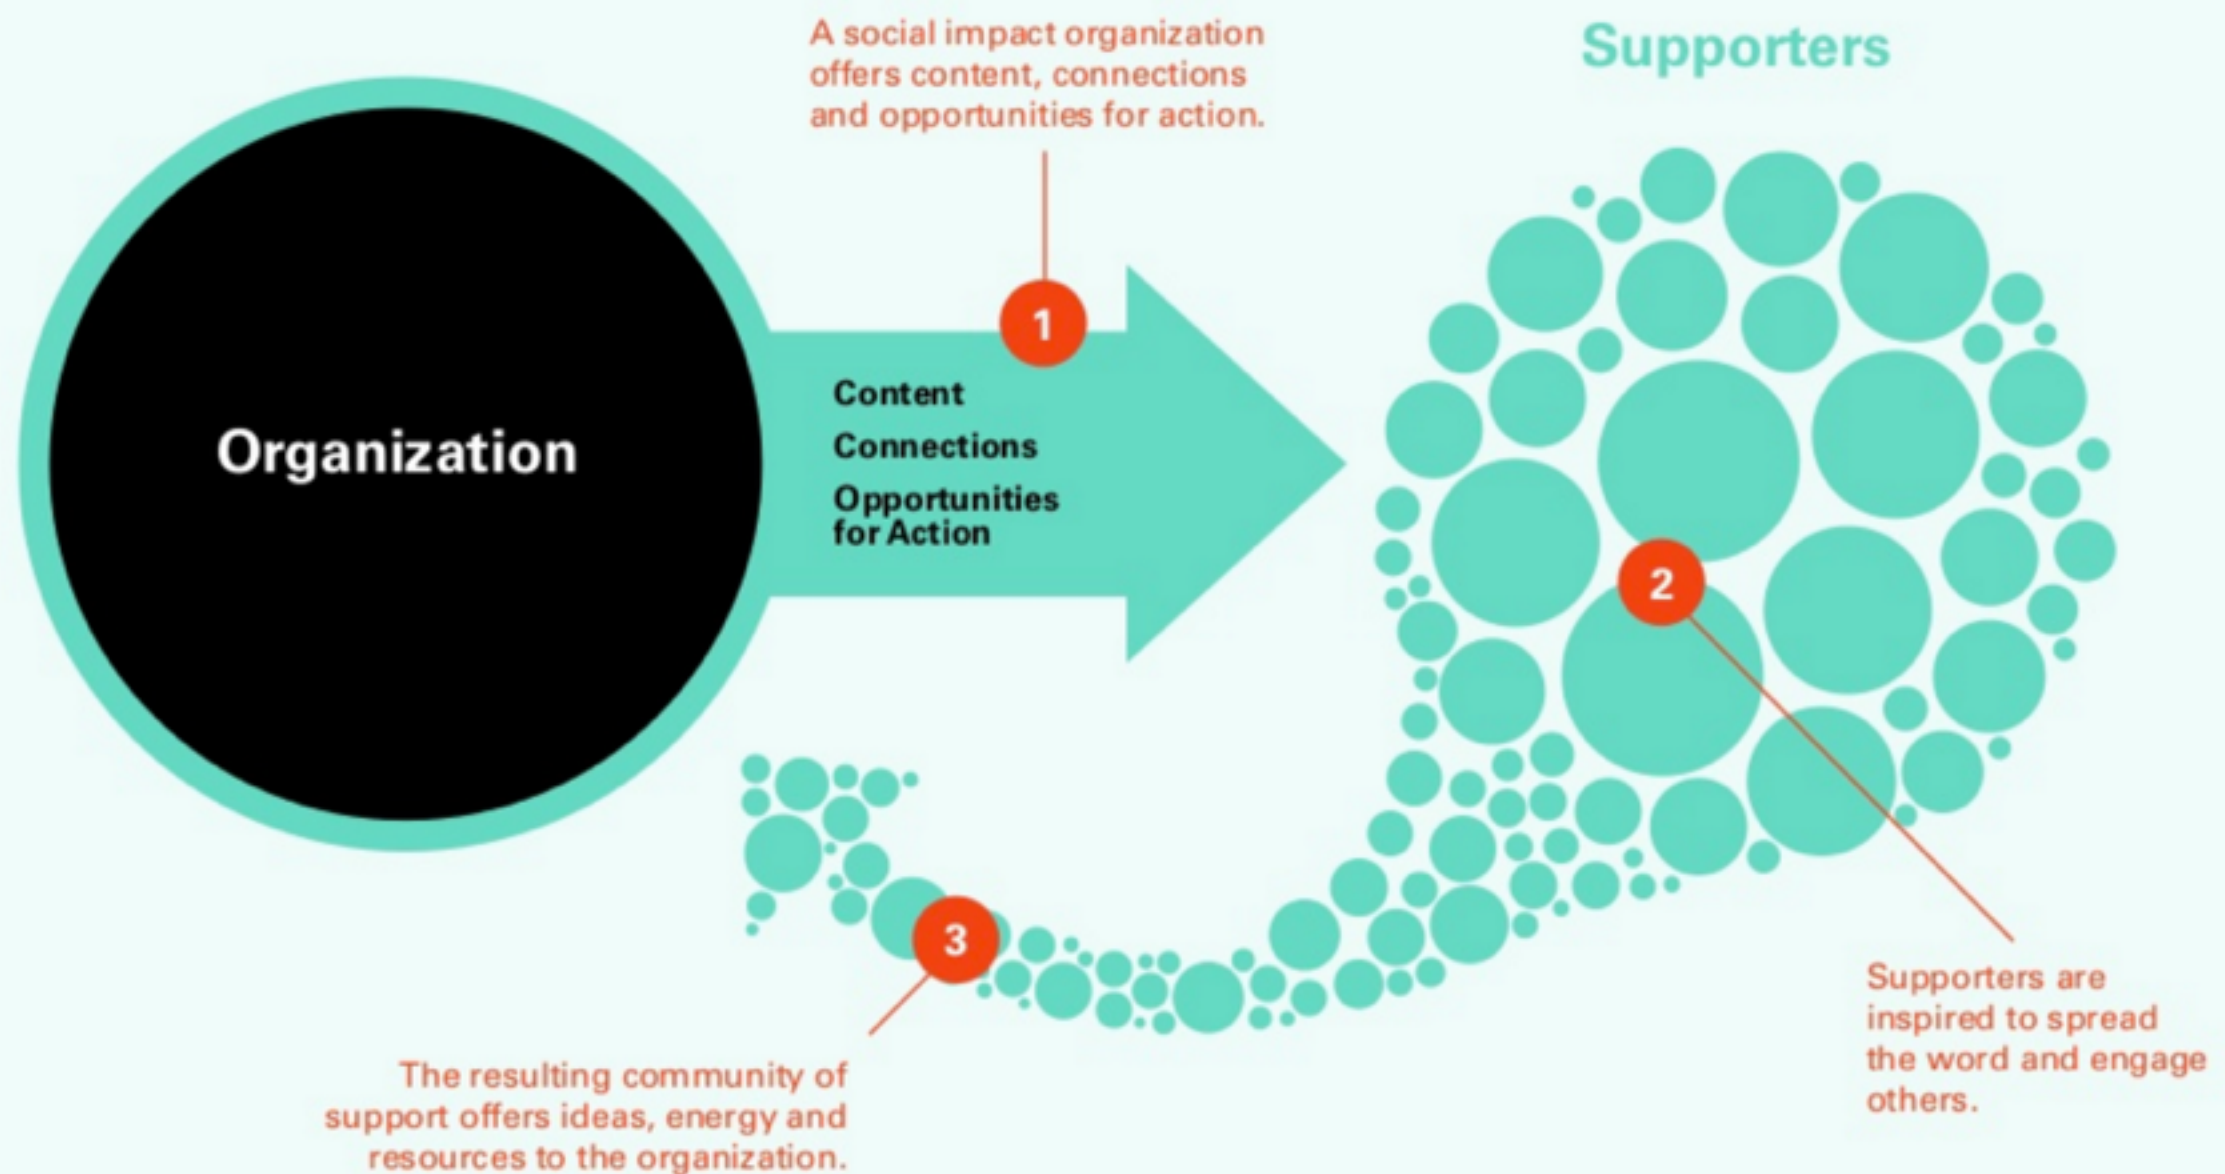 A social impact organization
offers content, connections
and opportunities for action.
Supporters
1
Organization
Content
Connections
Opportunities
for Action
2
3
Supporters are
inspired to spread
the word and engage
others.
The resulting community of
support offers ideas, energy and
resources to the organization.